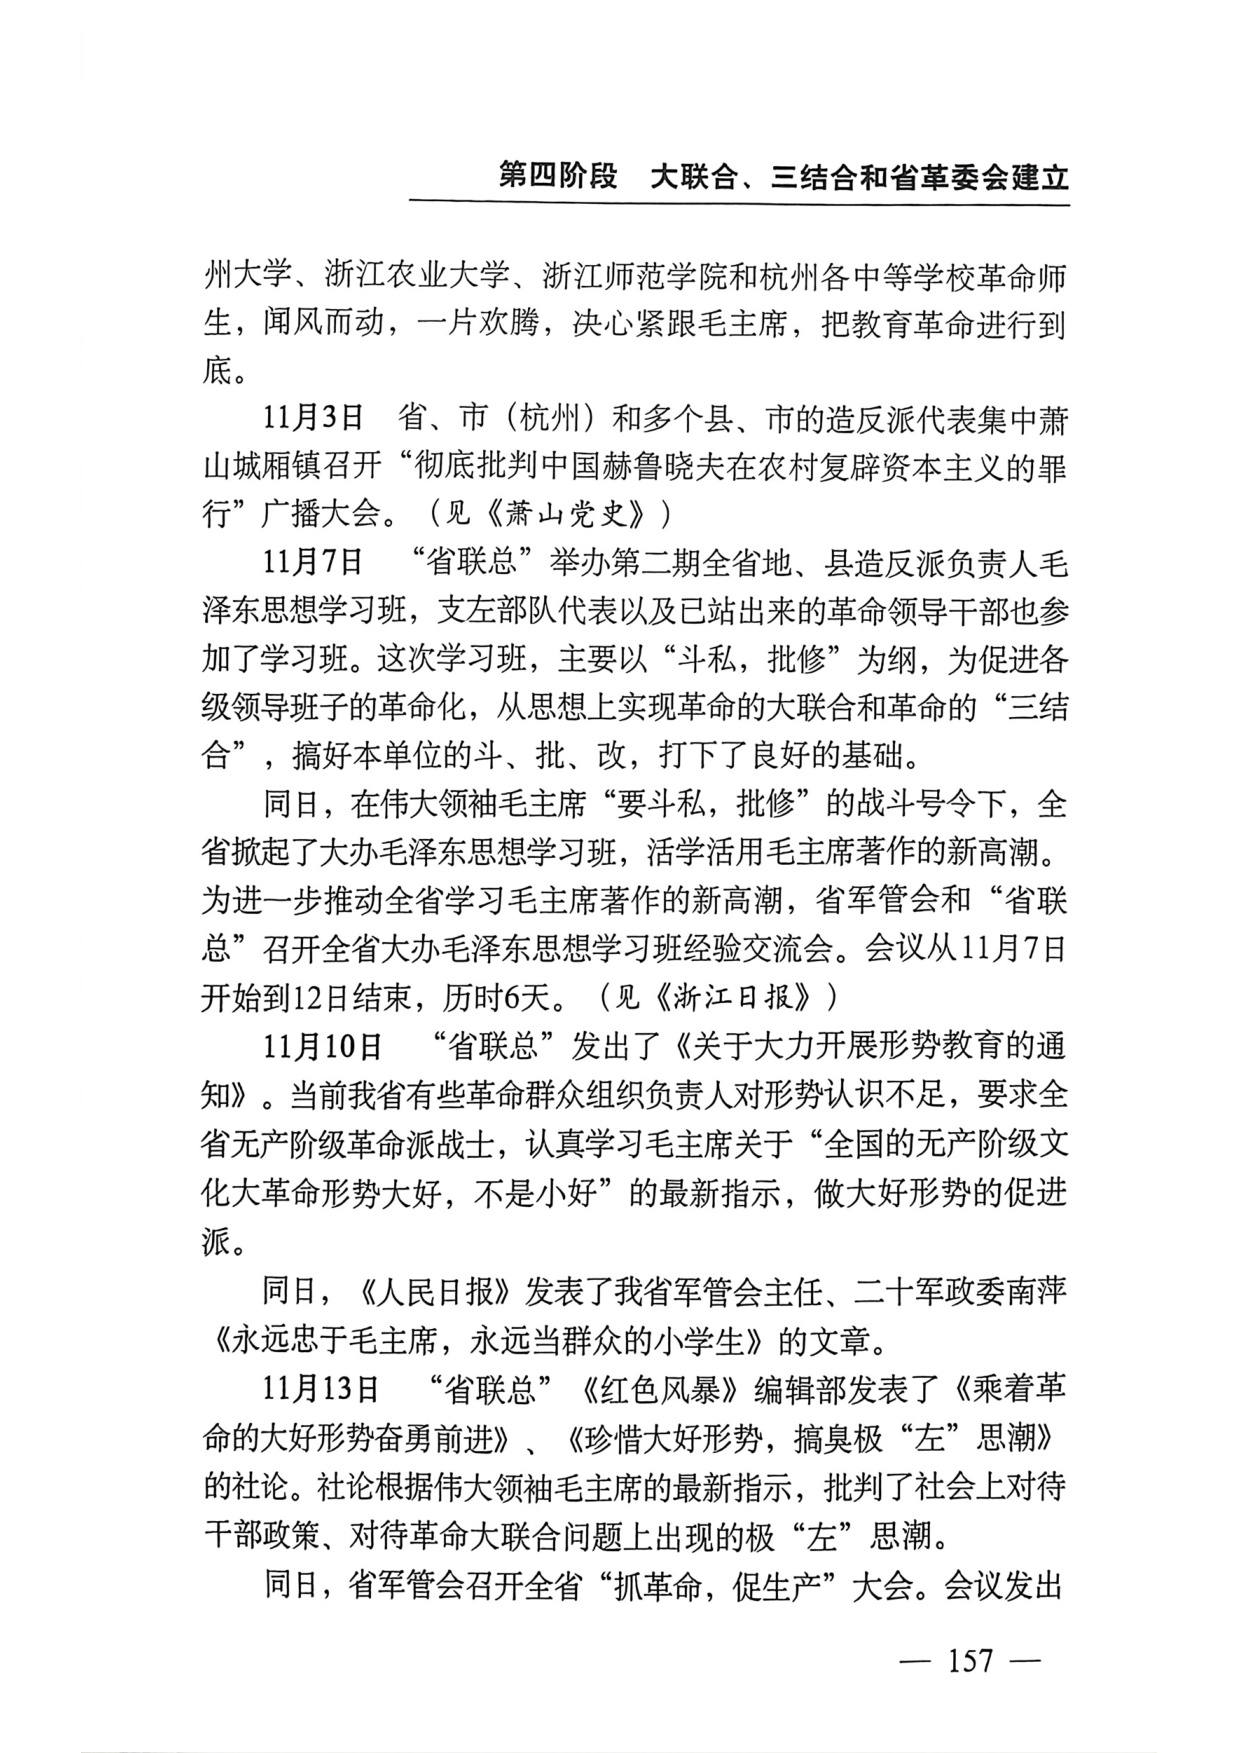 第四阶段　大联合、三结合和省革委会建立
州大学、浙江农业大学、浙江师范学院和杭州各中等学校革命师
生，闻风而动，一片欢腾，决心紧跟毛主席，把教育革命进行到
底。
11月3日　省、市（杭州）和多个县、市的造反派代表集中萧
山城厢镇召开“彻底批判中国赫鲁晓夫在农村复辟资本主义的罪
行”广播大会。（见《萧山党史》）
11月7日　“省联总”举办第二期全省地、县造反派负责人毛
泽东思想学习班，支左部队代表以及已站出来的革命领导干部也参
加了学习班。这次学习班，主要以“斗私，批修”为纲，为促进各
级领导班子的革命化，从思想上实现革命的大联合和革命的“三结
合”，搞好本单位的斗、批、改，打下了良好的基础。
同日，在伟大领袖毛主席“要斗私，批修”的战斗号令下，全
省掀起了大办毛泽东思想学习班，活学活用毛主席著作的新高潮。
为进一步推动全省学习毛主席著作的新高潮，省军管会和“省联
总”召开全省大办毛泽东思想学习班经验交流会。会议从11月7日
开始到12日结束，历时6天。（见《浙江日报》）
11月10日　“省联总”发出了《关于大力开展形势教育的通
知》。当前我省有些革命群众组织负责人对形势认识不足，要求全
省无产阶级革命派战士，认真学习毛主席关于“全国的无产阶级文
化大革命形势大好，不是小好”的最新指示，做大好形势的促进
派。
同日，《人民日报》发表了我省军管会主任、二十军政委南萍
《永远忠于毛主席，永远当群众的小学生》的文章。
11月13日　“省联总”《红色风暴》编辑部发表了《乘着革
命的大好形势奋勇前进》、《珍惜大好形势，搞臭极“左”思潮》
的社论。社论根据伟大领袖毛主席的最新指示，批判了社会上对待
干部政策、对待革命大联合问题上出现的极“左”思潮。
同日，省军管会召开全省“抓革命，促生产”大会。会议发出
— 157 —